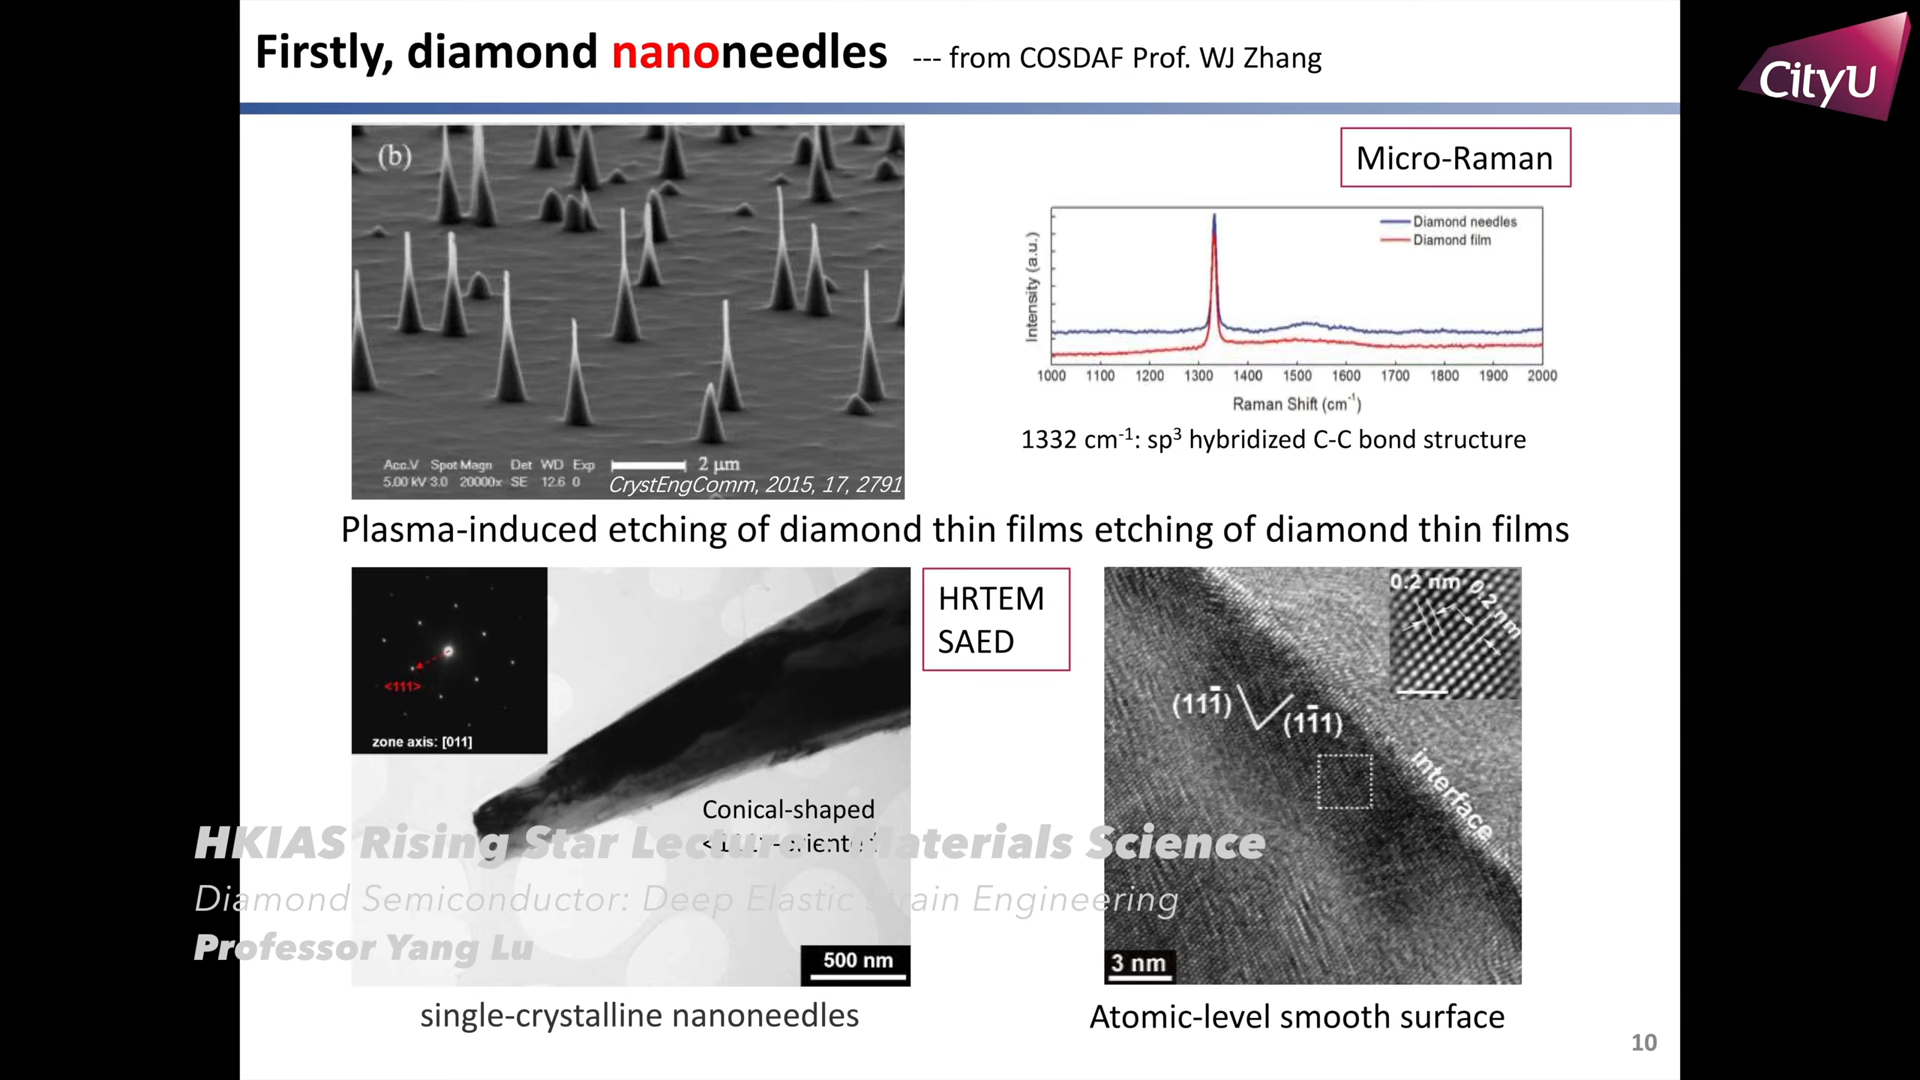 Firstly, diamond nanoneedles --- from COSDAF Prof. WJ Zhang
CityU
(b)
Acc.V Spot Magn Det WD Exp 2 µm
5.00 kV 3.0 20000x SE 12.6 0
CrystEngComm, 2015, 17, 2791
Micro-Raman
Diamond needles
Diamond film
Intensity (a.u.)
1000 1100 1200 1300 1400 1500 1600 1700 1800 1900 2000
Raman Shift (cm⁻¹)
1332 cm⁻¹: sp³ hybridized C-C bond structure
Plasma-induced etching of diamond thin films etching of diamond thin films
<111>
zone axis: [011]
HRTEM
SAED
Conical-shaped
500 nm
single-crystalline nanoneedles
0.2 nm
0.2 nm
(111̄)
(11̄1)
interface
3 nm
Atomic-level smooth surface
HKIAS Rising Star Lecture Materials Science
Diamond Semiconductor: Deep Elastic Strain Engineering
Professor Yang Lu
10